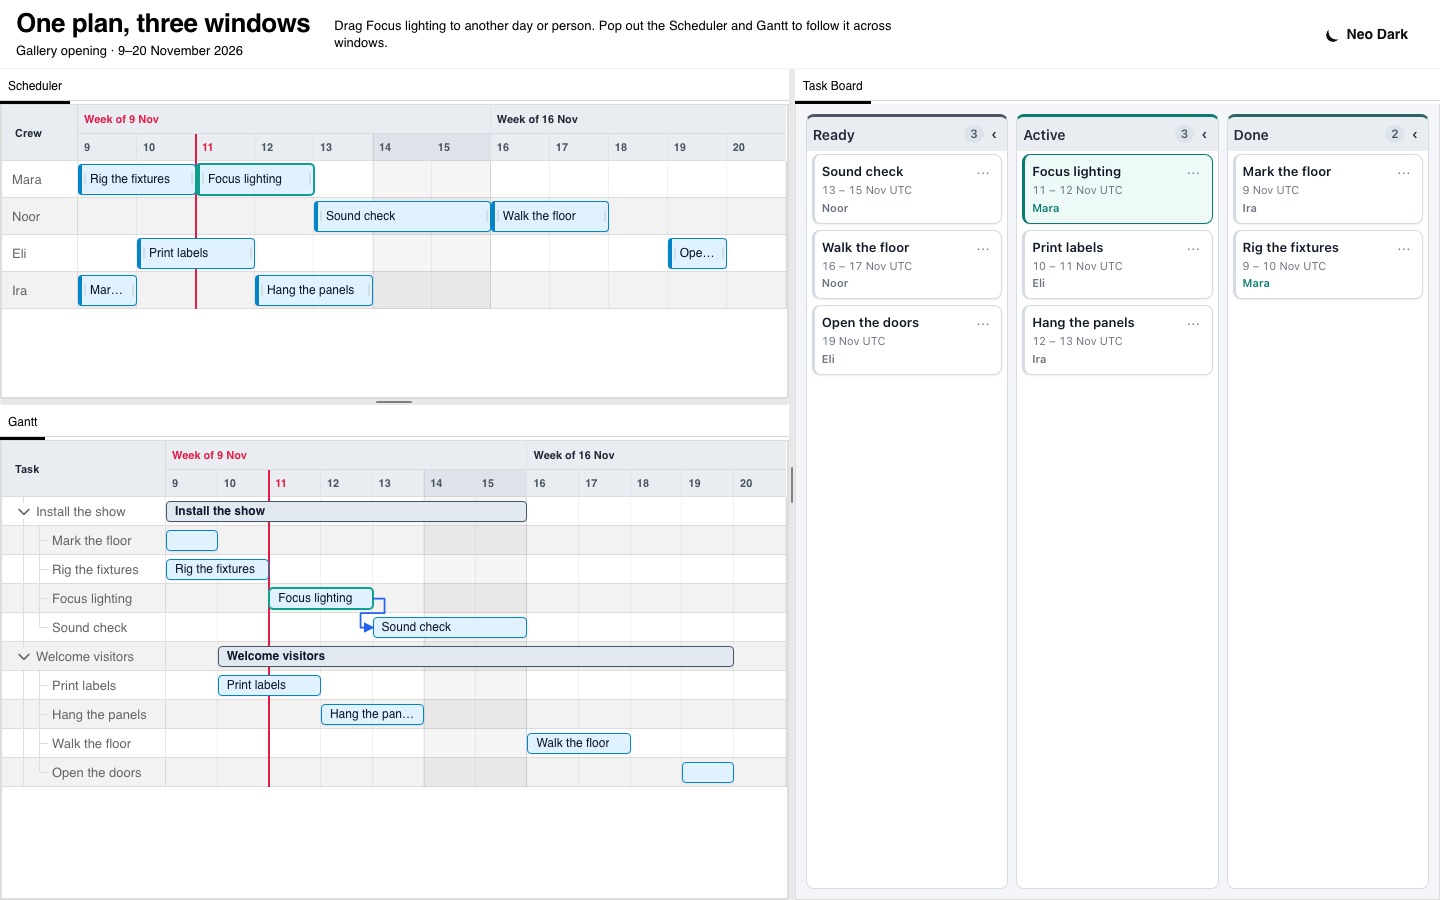 One plan, three windows
Gallery opening · 9–20 November 2026
Drag Focus lighting to another day or person. Pop out the Scheduler and Gantt to follow it across
windows.
Neo Dark
Scheduler
Crew
Week of 9 Nov
Week of 16 Nov
9 10 11 12 13 14 15 16 17 18 19 20
Mara Rig the fixtures Focus lighting
Noor Sound check Walk the floor
Eli Print labels Ope…
Ira Mar… Hang the panels
Gantt
Task
Week of 9 Nov
Week of 16 Nov
9 10 11 12 13 14 15 16 17 18 19 20
Install the show Install the show
Mark the floor
Rig the fixtures Rig the fixtures
Focus lighting Focus lighting
Sound check Sound check
Welcome visitors Welcome visitors
Print labels Print labels
Hang the panels Hang the pan…
Walk the floor Walk the floor
Open the doors
Task Board
Ready 3
Sound check
13 – 15 Nov UTC
Noor
Walk the floor
16 – 17 Nov UTC
Noor
Open the doors
19 Nov UTC
Eli
Active 3
Focus lighting
11 – 12 Nov UTC
Mara
Print labels
10 – 11 Nov UTC
Eli
Hang the panels
12 – 13 Nov UTC
Ira
Done 2
Mark the floor
9 Nov UTC
Ira
Rig the fixtures
9 – 10 Nov UTC
Mara